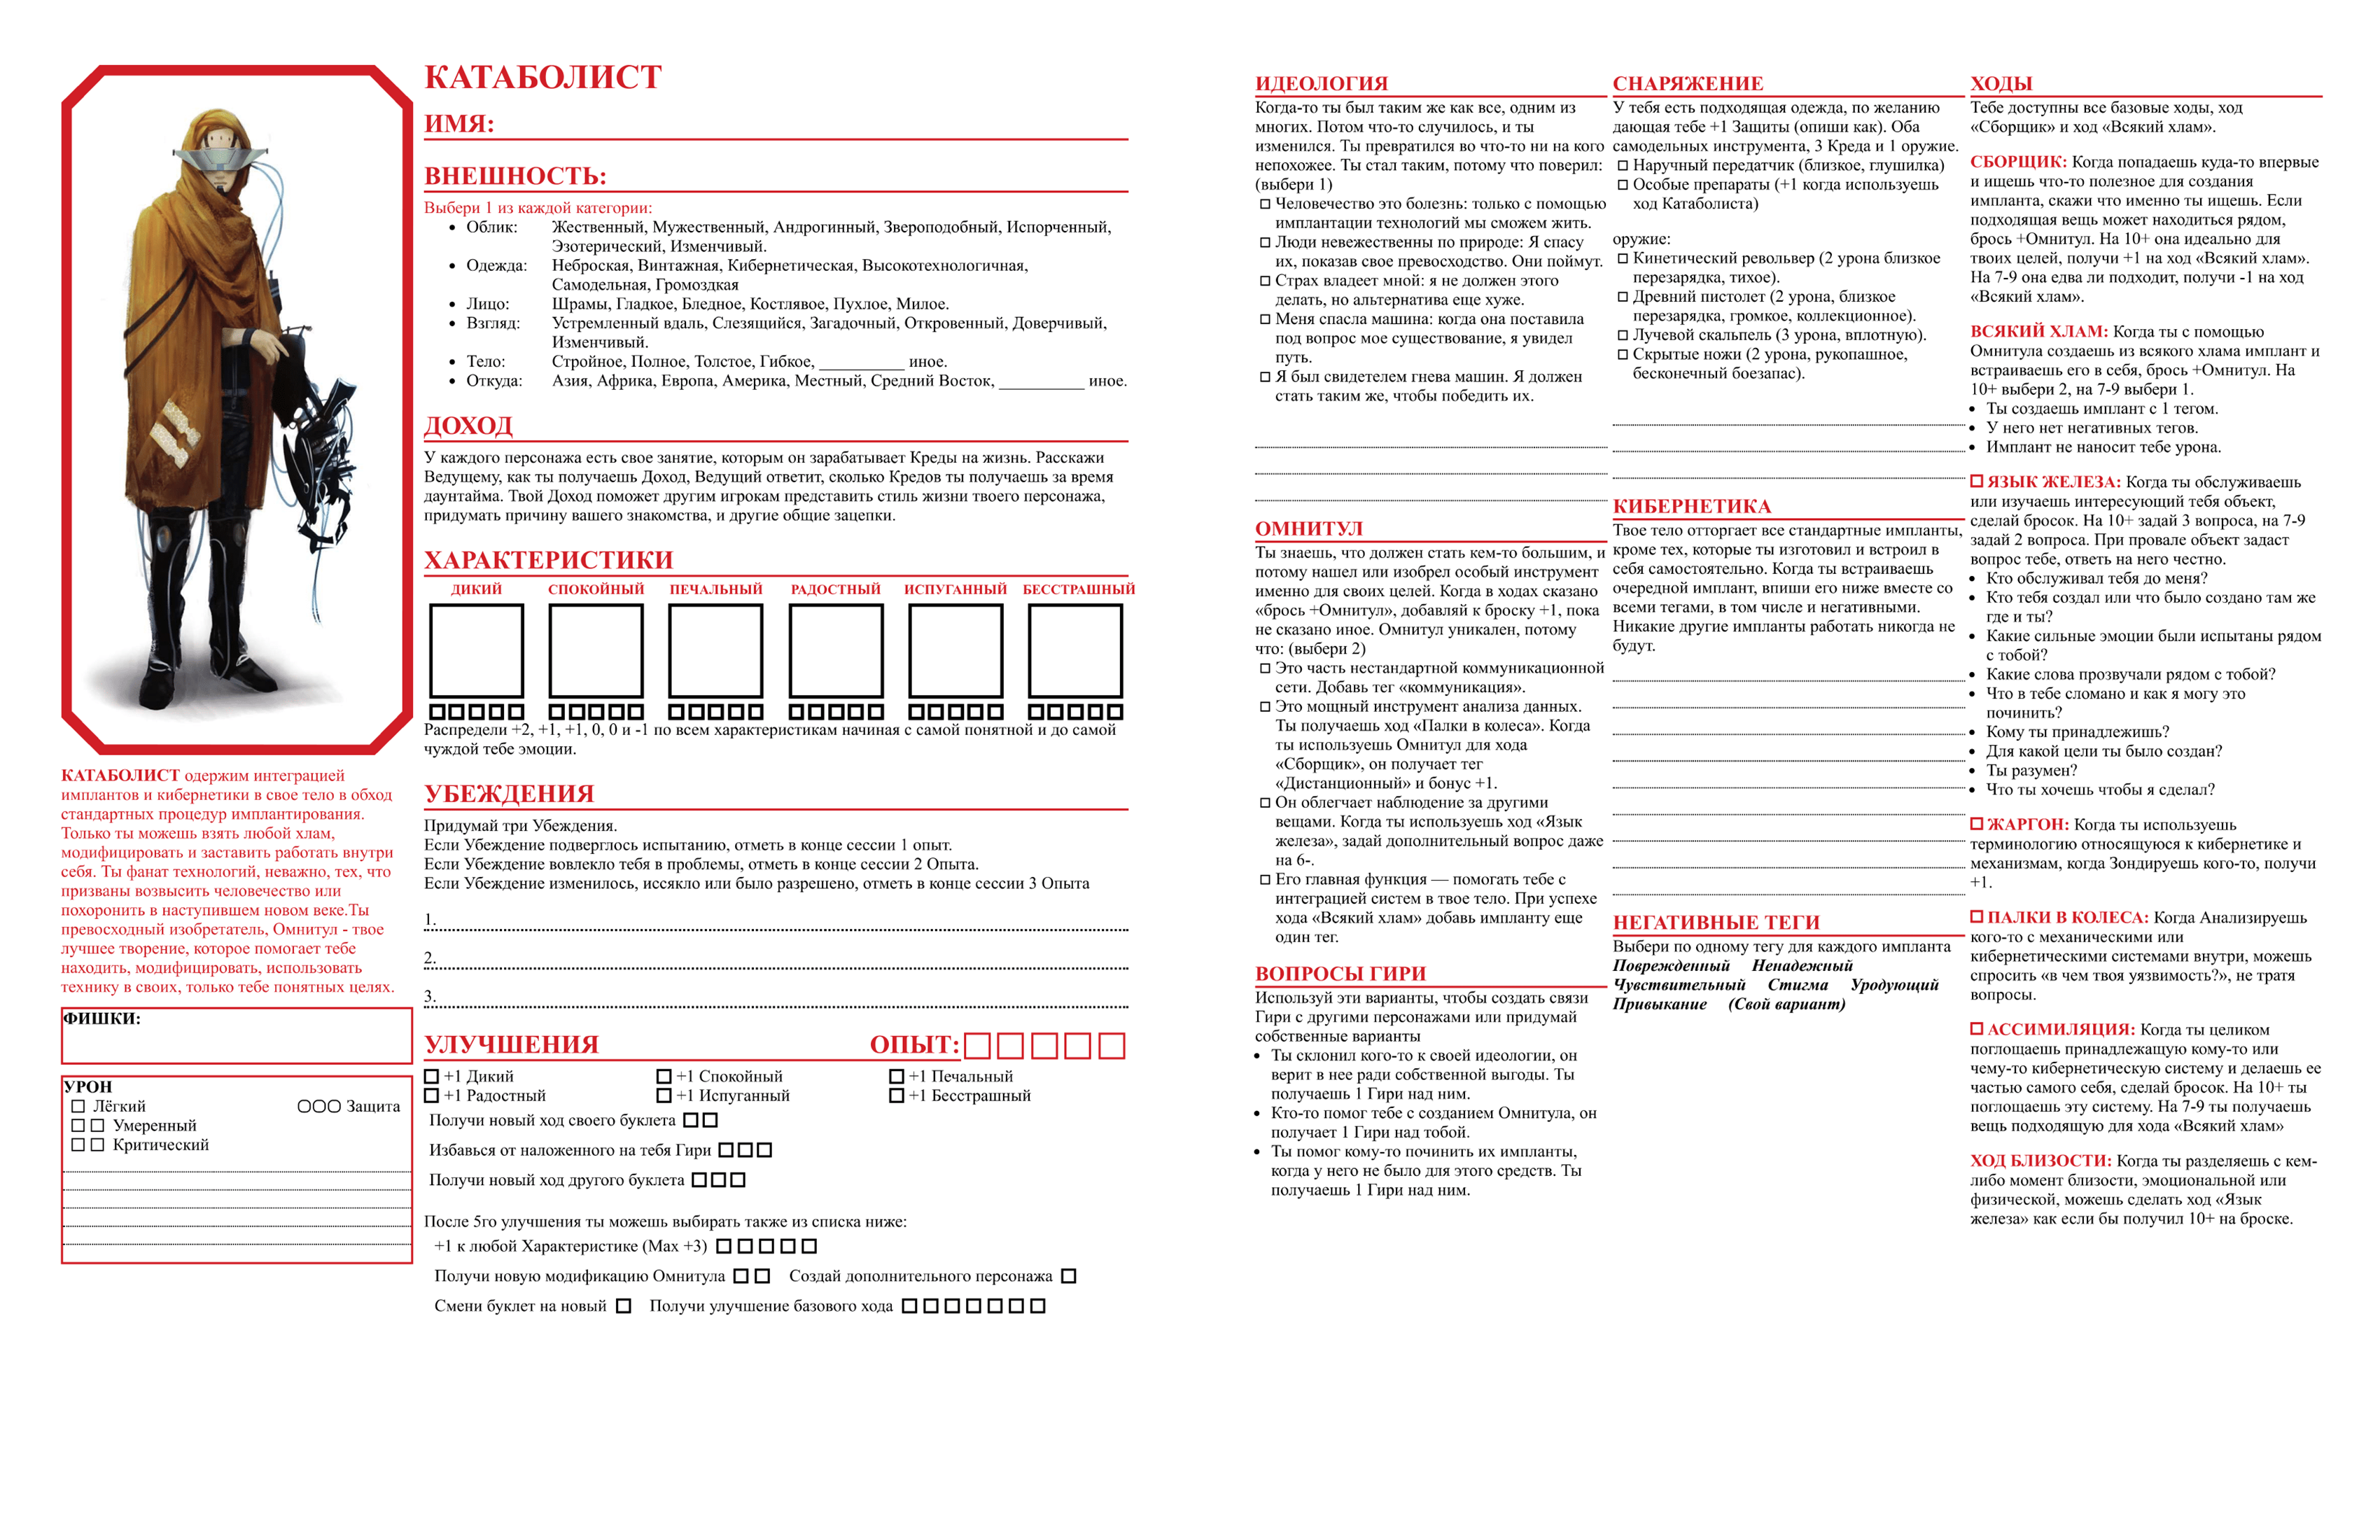 КАТАБОЛИСТ
ИМЯ:
ВНЕШНОСТЬ:
Выбери 1 из каждой категории:
• Облик: Жественный, Мужественный, Андрогинный, Звероподобный, Испорченный,
Эзотерический, Изменчивый.
• Одежда: Неброская, Винтажная, Кибернетическая, Высокотехнологичная,
Самодельная, Громоздкая
• Лицо: Шрамы, Гладкое, Бледное, Костлявое, Пухлое, Милое.
• Взгляд: Устремленный вдаль, Слезящийся, Загадочный, Откровенный, Доверчивый,
Изменчивый.
• Тело: Стройное, Полное, Толстое, Гибкое, __________ иное.
• Откуда: Азия, Африка, Европа, Америка, Местный, Средний Восток, __________ иное.
ДОХОД
У каждого персонажа есть свое занятие, которым он зарабатывает Креды на жизнь. Расскажи
Ведущему, как ты получаешь Доход, Ведущий ответит, сколько Кредов ты получаешь за время
даунтайма. Твой Доход поможет другим игрокам представить стиль жизни твоего персонажа,
придумать причину вашего знакомства, и другие общие зацепки.
ХАРАКТЕРИСТИКИ
ДИКИЙ СПОКОЙНЫЙ ПЕЧАЛЬНЫЙ РАДОСТНЫЙ ИСПУГАННЫЙ БЕССТРАШНЫЙ
Распредели +2, +1, +1, 0, 0 и -1 по всем характеристикам начиная с самой понятной и до самой
чуждой тебе эмоции.
УБЕЖДЕНИЯ
Придумай три Убеждения.
Если Убеждение подверглось испытанию, отметь в конце сессии 1 опыт.
Если Убеждение вовлекло тебя в проблемы, отметь в конце сессии 2 Опыта.
Если Убеждение изменилось, иссякло или было разрешено, отметь в конце сессии 3 Опыта
1.
2.
3.
УЛУЧШЕНИЯ ОПЫТ:
+1 Дикий +1 Спокойный +1 Печальный
+1 Радостный +1 Испуганный +1 Бесстрашный
Получи новый ход своего буклета
Избавься от наложенного на тебя Гири
Получи новый ход другого буклета
После 5го улучшения ты можешь выбирать также из списка ниже:
+1 к любой Характеристике (Max +3)
Получи новую модификацию Омнитула Создай дополнительного персонажа
Смени буклет на новый Получи улучшение базового хода
КАТАБОЛИСТ одержим интеграцией
имплантов и кибернетики в свое тело в обход
стандартных процедур имплантирования.
Только ты можешь взять любой хлам,
модифицировать и заставить работать внутри
себя. Ты фанат технологий, неважно, тех, что
призваны возвысить человечество или
похоронить в наступившем новом веке.Ты
превосходный изобретатель, Омнитул - твое
лучшее творение, которое помогает тебе
находить, модифицировать, использовать
технику в своих, только тебе понятных целях.
ФИШКИ:
УРОН
Лёгкий Защита
Умеренный
Критический
ИДЕОЛОГИЯ
Когда-то ты был таким же как все, одним из
многих. Потом что-то случилось, и ты
изменился. Ты превратился во что-то ни на кого
непохожее. Ты стал таким, потому что поверил:
(выбери 1)
Человечество это болезнь: только с помощью
имплантации технологий мы сможем жить.
Люди невежественны по природе: Я спасу
их, показав свое превосходство. Они поймут.
Страх владеет мной: я не должен этого
делать, но альтернатива еще хуже.
Меня спасла машина: когда она поставила
под вопрос мое существование, я увидел
путь.
Я был свидетелем гнева машин. Я должен
стать таким же, чтобы победить их.
ОМНИТУЛ
Ты знаешь, что должен стать кем-то большим, и
потому нашел или изобрел особый инструмент
именно для своих целей. Когда в ходах сказано
«брось +Омнитул», добавляй к броску +1, пока
не сказано иное. Омнитул уникален, потому
что: (выбери 2)
Это часть нестандартной коммуникационной
сети. Добавь тег «коммуникация».
Это мощный инструмент анализа данных.
Ты получаешь ход «Палки в колеса». Когда
ты используешь Омнитул для хода
«Сборщик», он получает тег
«Дистанционный» и бонус +1.
Он облегчает наблюдение за другими
вещами. Когда ты используешь ход «Язык
железа», задай дополнительный вопрос даже
на 6-.
Его главная функция — помогать тебе с
интеграцией систем в твое тело. При успехе
хода «Всякий хлам» добавь импланту еще
один тег.
ВОПРОСЫ ГИРИ
Используй эти варианты, чтобы создать связи
Гири с другими персонажами или придумай
собственные варианты
• Ты склонил кого-то к своей идеологии, он
верит в нее ради собственной выгоды. Ты
получаешь 1 Гири над ним.
• Кто-то помог тебе с созданием Омнитула, он
получает 1 Гири над тобой.
• Ты помог кому-то починить их импланты,
когда у него не было для этого средств. Ты
получаешь 1 Гири над ним.
СНАРЯЖЕНИЕ
У тебя есть подходящая одежда, по желанию
дающая тебе +1 Защиты (опиши как). Оба
самодельных инструмента, 3 Креда и 1 оружие.
Наручный передатчик (близкое, глушилка)
Особые препараты (+1 когда используешь
ход Катаболиста)
оружие:
Кинетический револьвер (2 урона близкое
перезарядка, тихое).
Древний пистолет (2 урона, близкое
перезарядка, громкое, коллекционное).
Лучевой скальпель (3 урона, вплотную).
Скрытые ножи (2 урона, рукопашное,
бесконечный боезапас).
КИБЕРНЕТИКА
Твое тело отторгает все стандартные импланты,
кроме тех, которые ты изготовил и встроил в
себя самостоятельно. Когда ты встраиваешь
очередной имплант, впиши его ниже вместе со
всеми тегами, в том числе и негативными.
Никакие другие импланты работать никогда не
будут.
НЕГАТИВНЫЕ ТЕГИ
Выбери по одному тегу для каждого импланта
Поврежденный Ненадежный
Чувствительный Стигма Уродующий
Привыкание (Свой вариант)
ХОДЫ
Тебе доступны все базовые ходы, ход
«Сборщик» и ход «Всякий хлам».
СБОРЩИК: Когда попадаешь куда-то впервые
и ищешь что-то полезное для создания
импланта, скажи что именно ты ищешь. Если
подходящая вещь может находиться рядом,
брось +Омнитул. На 10+ она идеально для
твоих целей, получи +1 на ход «Всякий хлам».
На 7-9 она едва ли подходит, получи -1 на ход
«Всякий хлам».
ВСЯКИЙ ХЛАМ: Когда ты с помощью
Омнитула создаешь из всякого хлама имплант и
встраиваешь его в себя, брось +Омнитул. На
10+ выбери 2, на 7-9 выбери 1.
• Ты создаешь имплант с 1 тегом.
• У него нет негативных тегов.
• Имплант не наносит тебе урона.
ЯЗЫК ЖЕЛЕЗА: Когда ты обслуживаешь
или изучаешь интересующий тебя объект,
сделай бросок. На 10+ задай 3 вопроса, на 7-9
задай 2 вопроса. При провале объект задаст
вопрос тебе, ответь на него честно.
• Кто обслуживал тебя до меня?
• Кто тебя создал или что было создано там же
где и ты?
• Какие сильные эмоции были испытаны рядом
с тобой?
• Какие слова прозвучали рядом с тобой?
• Что в тебе сломано и как я могу это
починить?
• Кому ты принадлежишь?
• Для какой цели ты было создан?
• Ты разумен?
• Что ты хочешь чтобы я сделал?
ЖАРГОН: Когда ты используешь
терминологию относящуюся к кибернетике и
механизмам, когда Зондируешь кого-то, получи
+1.
ПАЛКИ В КОЛЕСА: Когда Анализируешь
кого-то с механическими или
кибернетическими системами внутри, можешь
спросить «в чем твоя уязвимость?», не тратя
вопросы.
АССИМИЛЯЦИЯ: Когда ты целиком
поглощаешь принадлежащую кому-то или
чему-то кибернетическую систему и делаешь ее
частью самого себя, сделай бросок. На 10+ ты
поглощаешь эту систему. На 7-9 ты получаешь
вещь подходящую для хода «Всякий хлам»
ХОД БЛИЗОСТИ: Когда ты разделяешь с кем-
либо момент близости, эмоциональной или
физической, можешь сделать ход «Язык
железа» как если бы получил 10+ на броске.